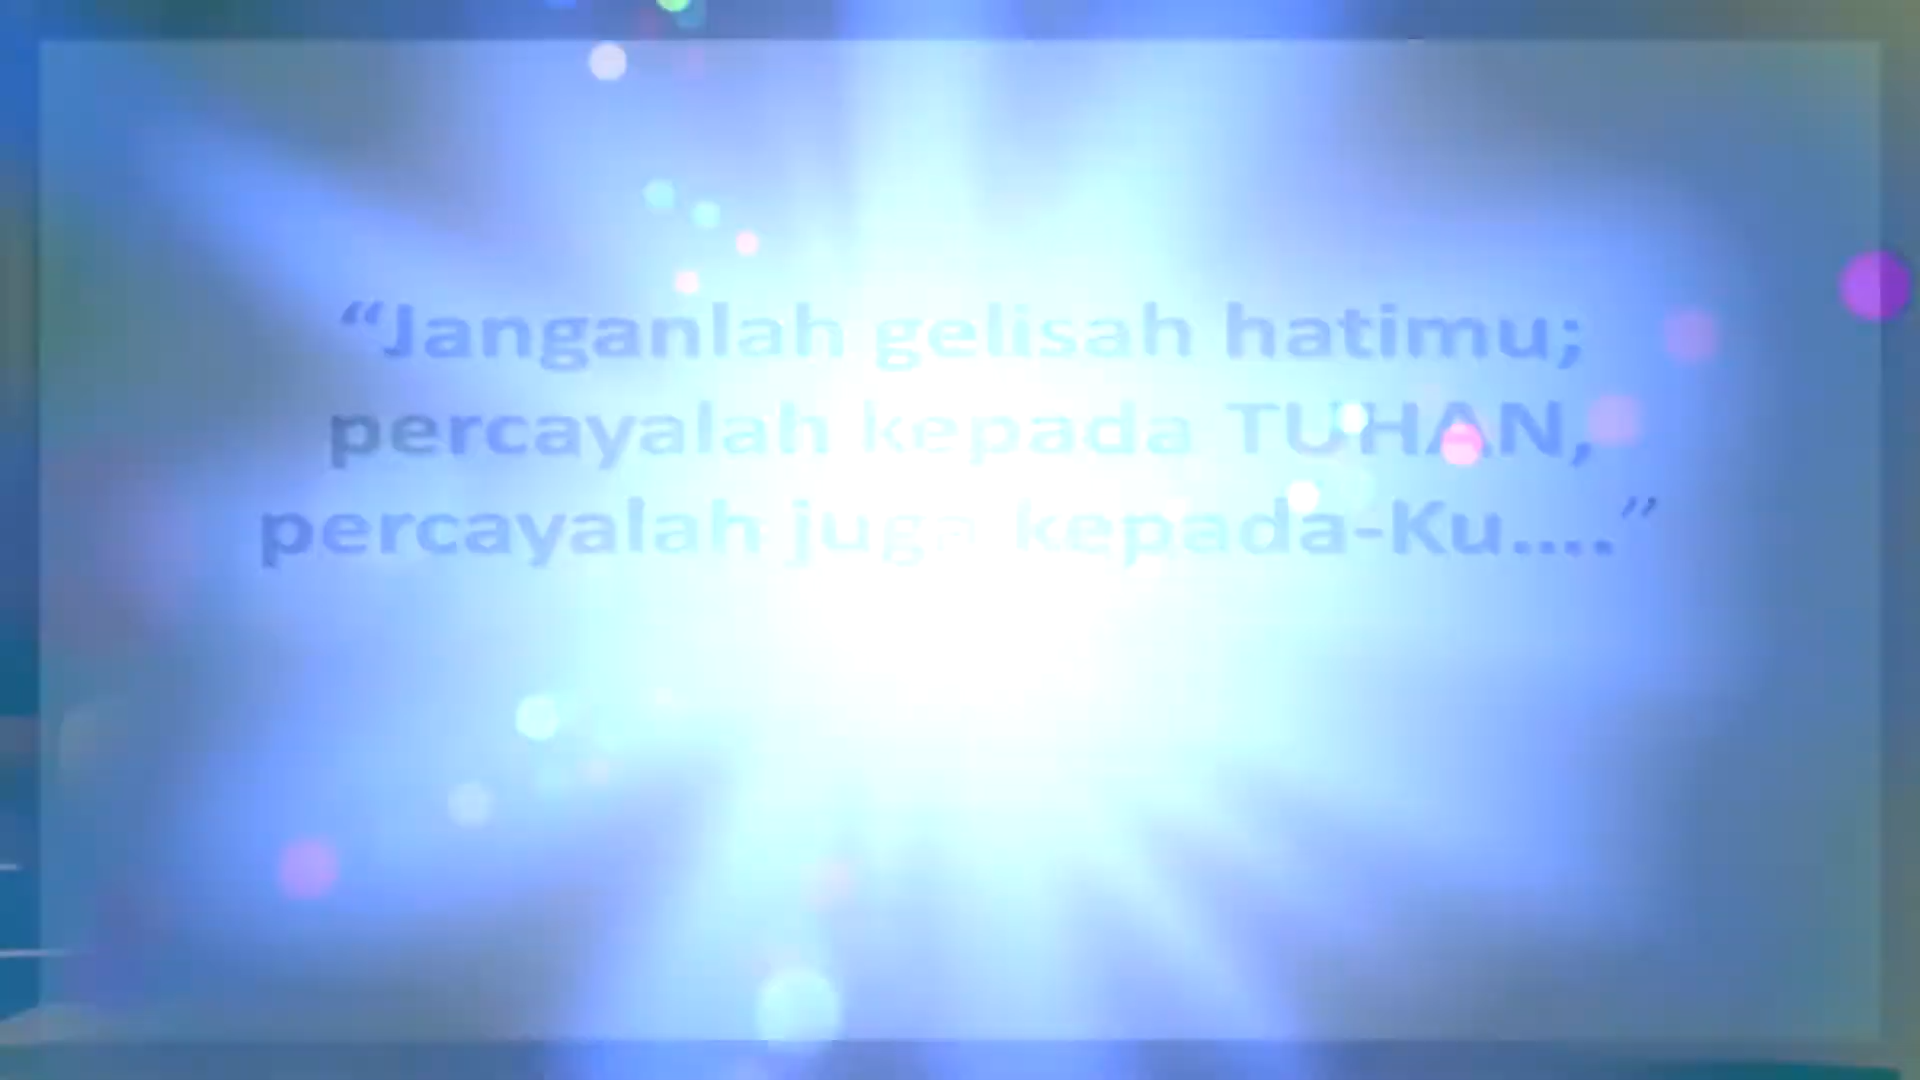 “Janganlah gelisah hatimu;
percayalah kepada TUHAN,
percayalah juga kepada-Ku....”